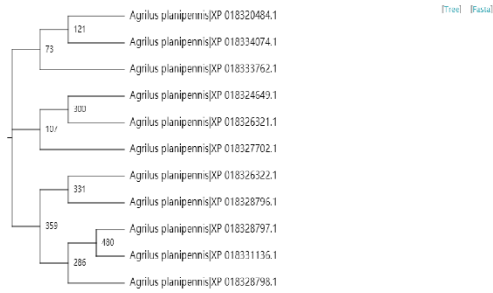 [Tree] [Fasta]
Agrilus planipennis|XP 018320484.1
121
Agrilus planipennis|XP 018334074.1
73
Agrilus planipennis|XP 018333762.1
Agrilus planipennis|XP 018324649.1
300
Agrilus planipennis|XP 018326321.1
107
Agrilus planipennis|XP 018327702.1
Agrilus planipennis|XP 018326322.1
331
Agrilus planipennis|XP 018328796.1
359
Agrilus planipennis|XP 018328797.1
480
Agrilus planipennis|XP 018331136.1
286
Agrilus planipennis|XP 018328798.1